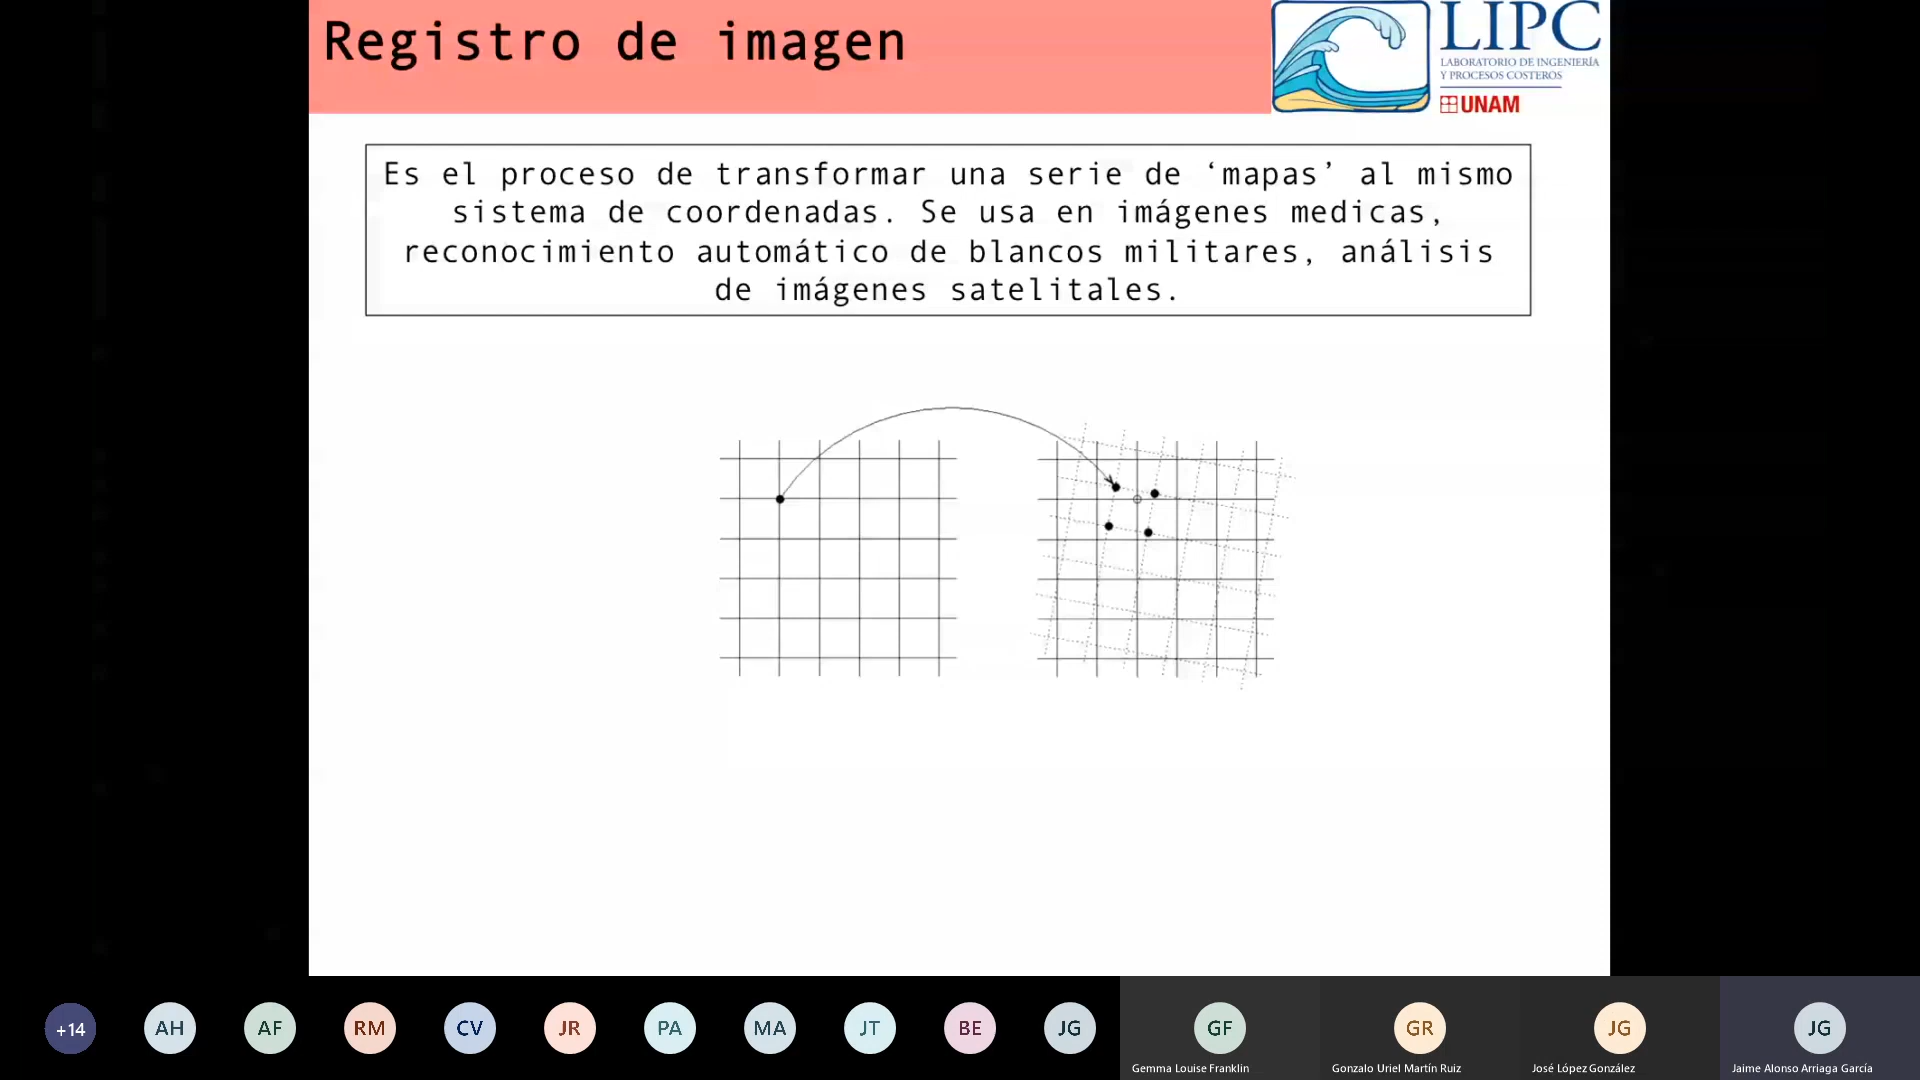 Registro de imagen
LIPC
LABORATORIO DE INGENIERÍA
Y PROCESOS COSTEROS
UNAM
Es el proceso de transformar una serie de ‘mapas’ al mismo
sistema de coordenadas. Se usa en imágenes medicas,
reconocimiento automático de blancos militares, análisis
de imágenes satelitales.
+14
AH
AF
RM
CV
JR
PA
MA
JT
BE
JG
GF
GR
JG
JG
Gemma Louise Franklin
Gonzalo Uriel Martín Ruiz
José López González
Jaime Alonso Arriaga García